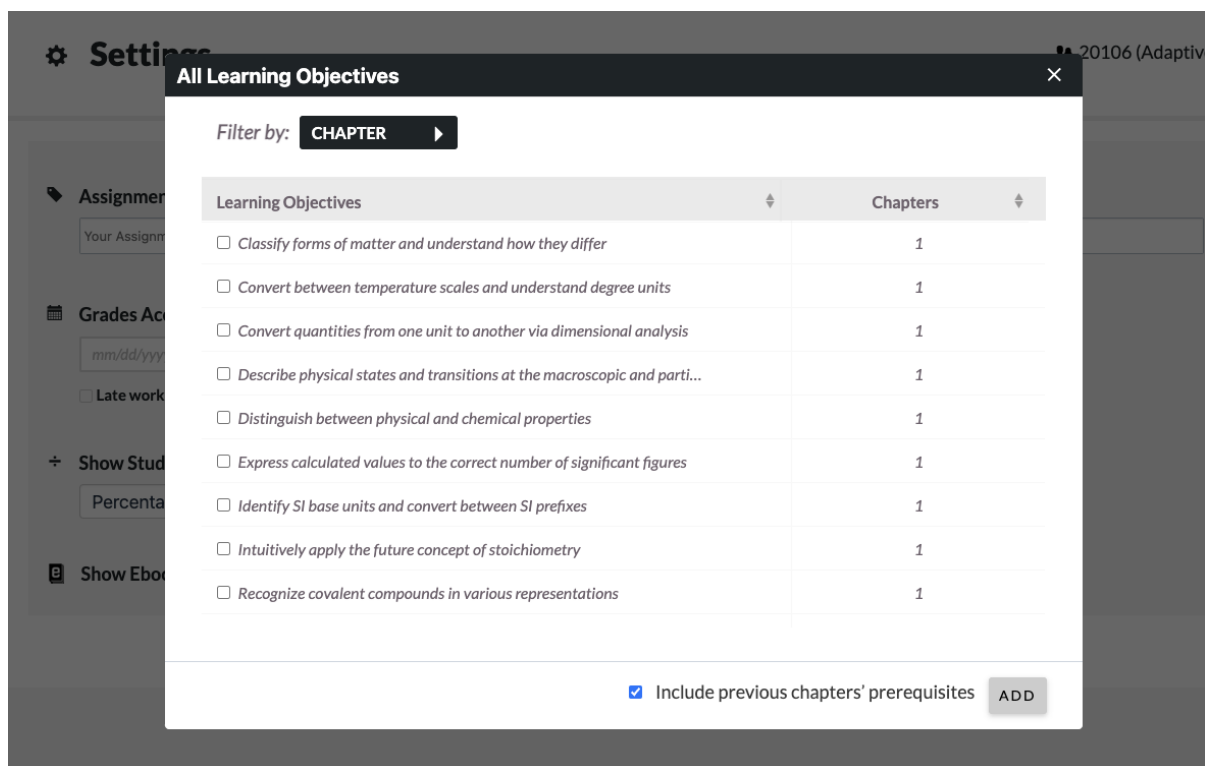 Settings
20106 (Adaptiv
All Learning Objectives
Filter by: CHAPTER
Learning Objectives Chapters
Classify forms of matter and understand how they differ 1
Convert between temperature scales and understand degree units 1
Convert quantities from one unit to another via dimensional analysis 1
Describe physical states and transitions at the macroscopic and parti... 1
Distinguish between physical and chemical properties 1
Express calculated values to the correct number of significant figures 1
Identify SI base units and convert between SI prefixes 1
Intuitively apply the future concept of stoichiometry 1
Recognize covalent compounds in various representations 1
Include previous chapters' prerequisites ADD
Assignmen
Your Assignm
Grades Acc
mm/dd/yyy
Late work
Show Stud
Percenta
Show Eboo